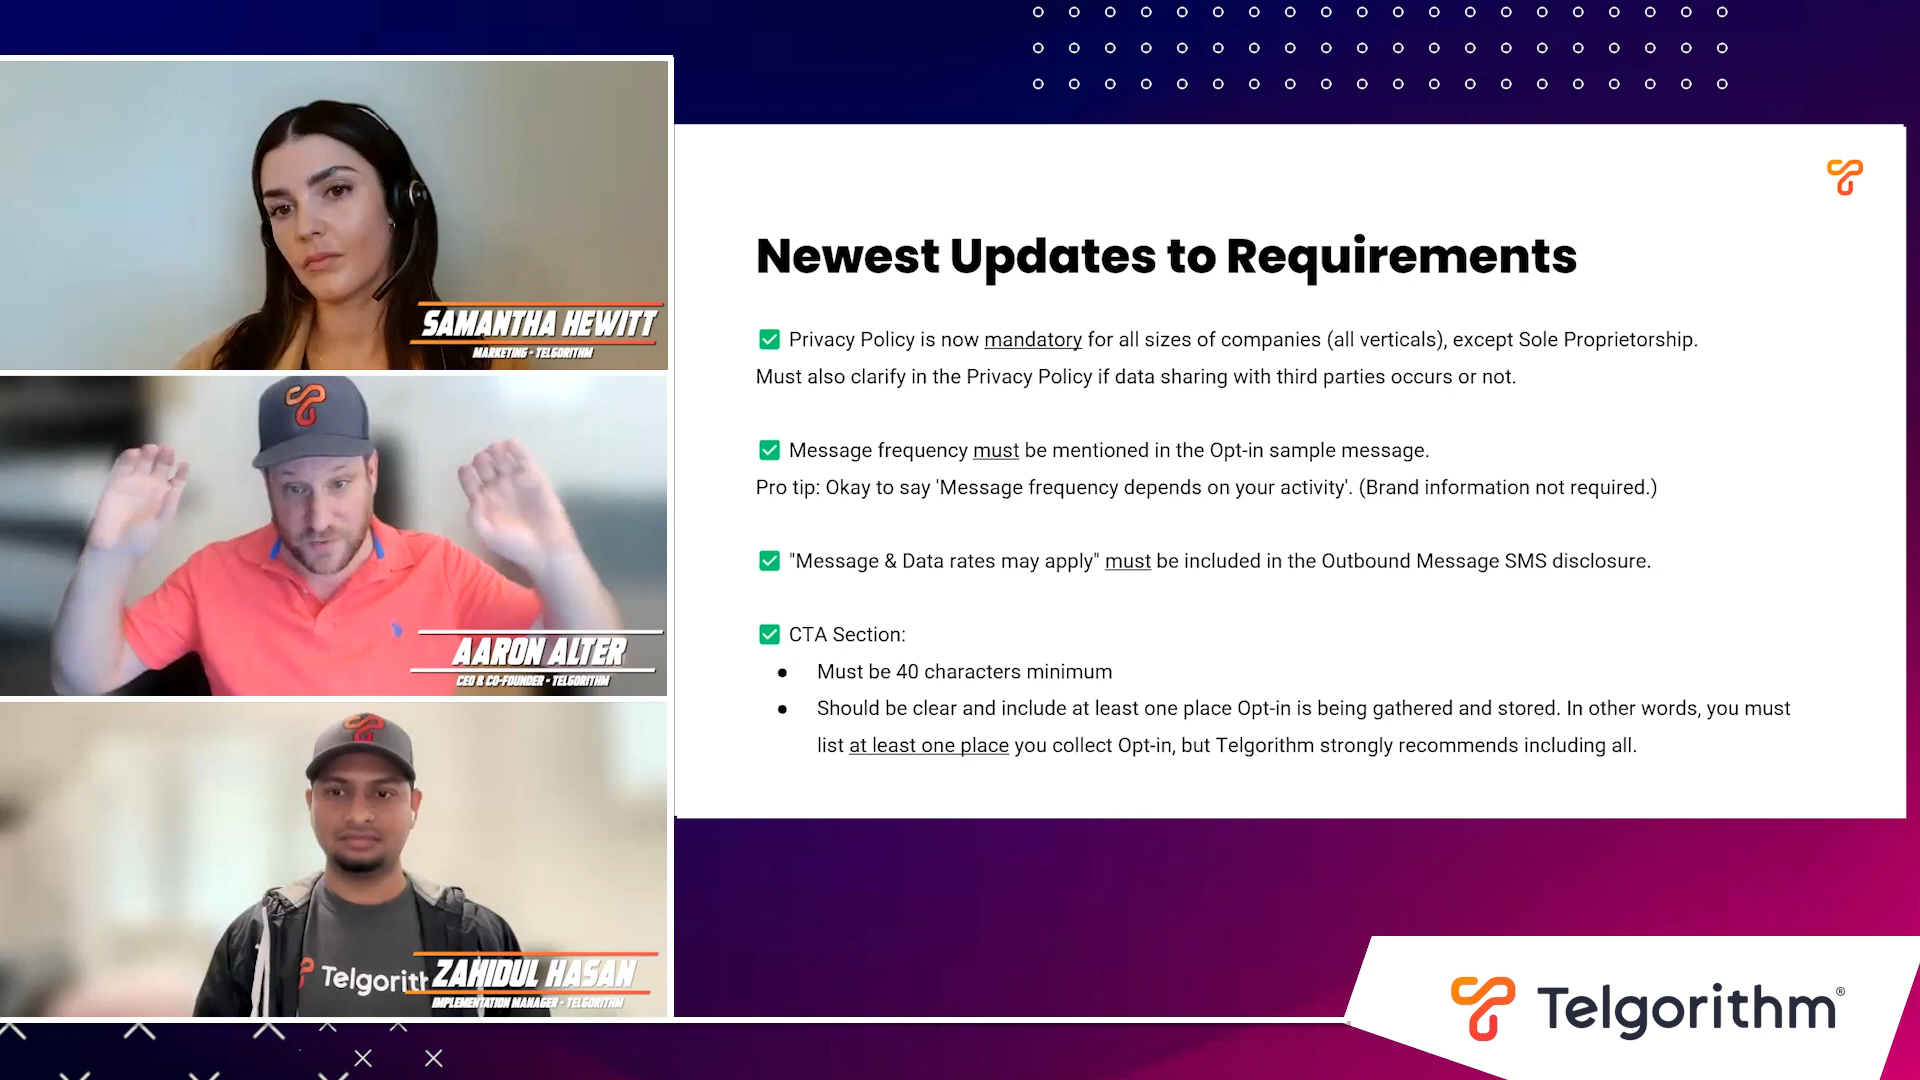 SAMANTHA HEWITT
MARKETING - TELGORITHM
AARON ALTER
CEO & CO-FOUNDER - TELGORITHM
Telgorith
ZAHIDUL HASAN
IMPLEMENTATION MANAGER - TELGORITHM
Newest Updates to Requirements
✅ Privacy Policy is now mandatory for all sizes of companies (all verticals), except Sole Proprietorship.
Must also clarify in the Privacy Policy if data sharing with third parties occurs or not.
✅ Message frequency must be mentioned in the Opt-in sample message.
Pro tip: Okay to say 'Message frequency depends on your activity'. (Brand information not required.)
✅ "Message & Data rates may apply" must be included in the Outbound Message SMS disclosure.
✅ CTA Section:
● Must be 40 characters minimum
● Should be clear and include at least one place Opt-in is being gathered and stored. In other words, you must
list at least one place you collect Opt-in, but Telgorithm strongly recommends including all.
Telgorithm®